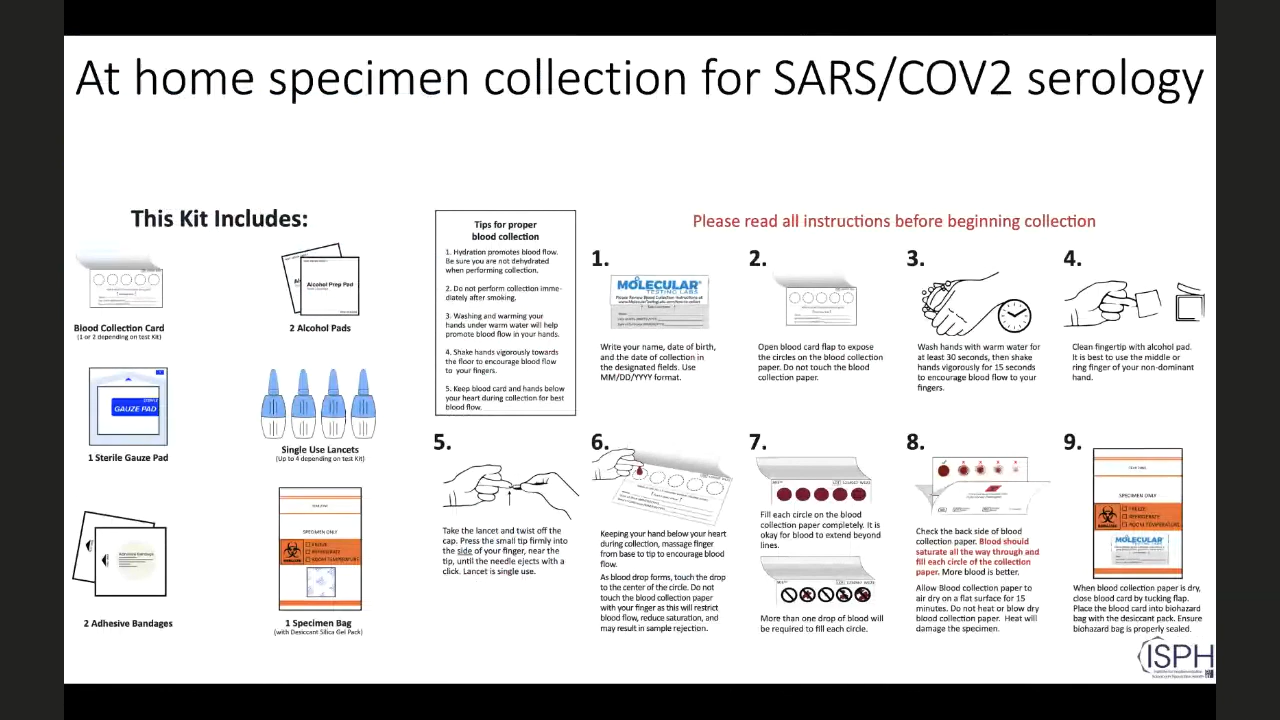 At home specimen collection for SARS/COV2 serology
This Kit Includes:
Blood Collection Card
(1 or 2 depending on test Kit)
Alcohol Prep Pad
2 Alcohol Pads
GAUZE PAD
1 Sterile Gauze Pad
Single Use Lancets
(Up to 4 depending on test Kit)
Adhesive Bandages
2 Adhesive Bandages
SPECIMEN ONLY
FREEZE
REFRIGERATE
ROOM TEMPERATURE
1 Specimen Bag
(with Desiccant Silica Gel Pack)
Tips for proper
blood collection
1. Hydration promotes blood flow.
Be sure you are not dehydrated
when performing collection.
2. Do not perform collection imme-
diately after smoking.
3. Washing and warming your
hands under warm water will help
promote blood flow in your hands.
4. Shake hands vigorously towards
the floor to encourage blood flow
to your fingers.
5. Keep blood card and hands below
your heart during collection for best
blood flow.
Please read all instructions before beginning collection
1.
MOLECULAR
TESTING LABS
Write your name, date of birth,
and the date of collection in
the designated fields. Use
MM/DD/YYYY format.
2.
Open blood card flap to expose
the circles on the blood collection
paper. Do not touch the blood
collection paper.
3.
Wash hands with warm water for
at least 30 seconds, then shake
hands vigorously for 15 seconds
to encourage blood flow to your
fingers.
4.
Clean fingertip with alcohol pad.
It is best to use the middle or
ring finger of your non-dominant
hand.
5.
Take the lancet and twist off the
cap. Press the small tip firmly into
the side of your finger, near the
tip, until the needle ejects with a
click. Lancet is single use.
6.
Keeping your hand below your heart
during collection, massage finger
from base to tip to encourage blood
flow.
As blood drop forms, touch the drop
to the center of the circle. Do not
touch the blood collection paper
with your finger as this will restrict
blood flow, reduce saturation, and
may result in sample rejection.
7.
Fill each circle on the blood
collection paper completely. It is
okay for blood to extend beyond
lines.
More than one drop of blood will
be required to fill each circle.
8.
Check the back side of blood
collection paper. Blood should
saturate all the way through and
fill each circle of the collection
paper. More blood is better.
Allow Blood collection paper to
air dry on a flat surface for 15
minutes. Do not heat or blow dry
blood collection paper. Heat will
damage the specimen.
9.
SPECIMEN ONLY
FREEZE
REFRIGERATE
ROOM TEMPERATURE
MOLECULAR
When blood collection paper is dry,
close blood card by tucking flap.
Place the blood card into biohazard
bag with the desiccant pack. Ensure
biohazard bag is properly sealed.
ISPH